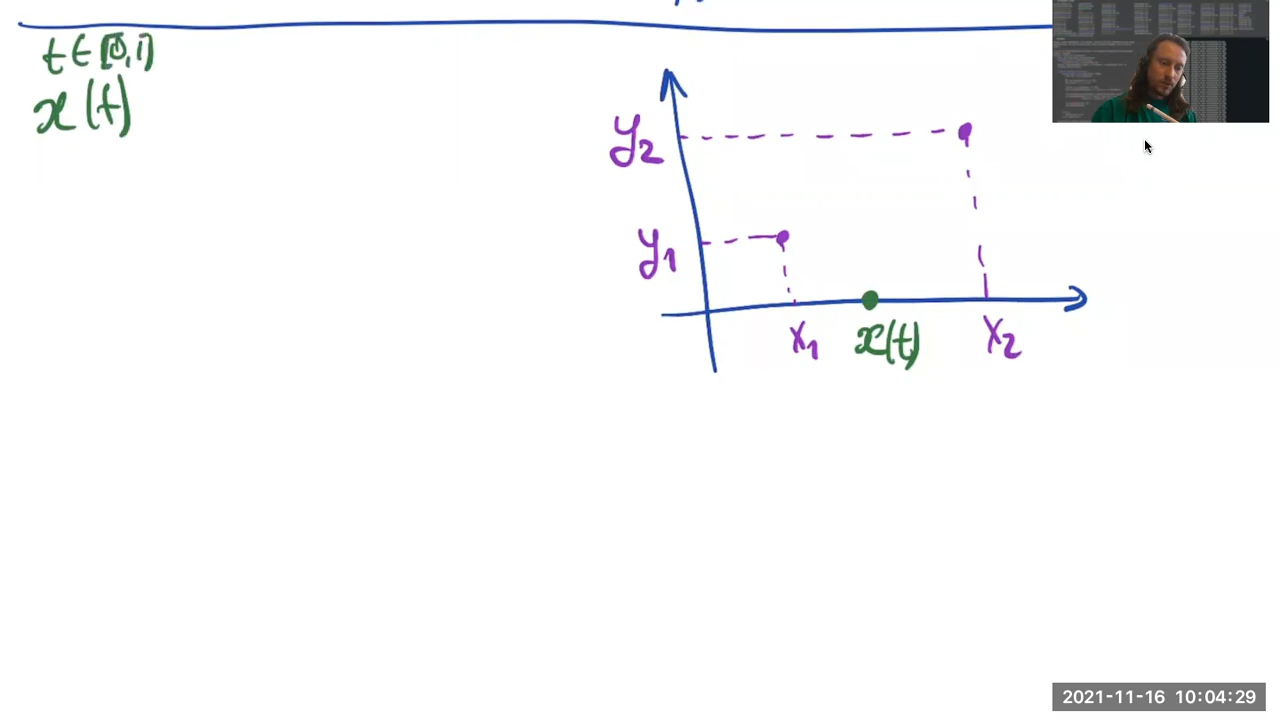 t ∈ [0,1]
x(t)
y₂
y₁
x₁ x(t) x₂
2021-11-16 10:04:29